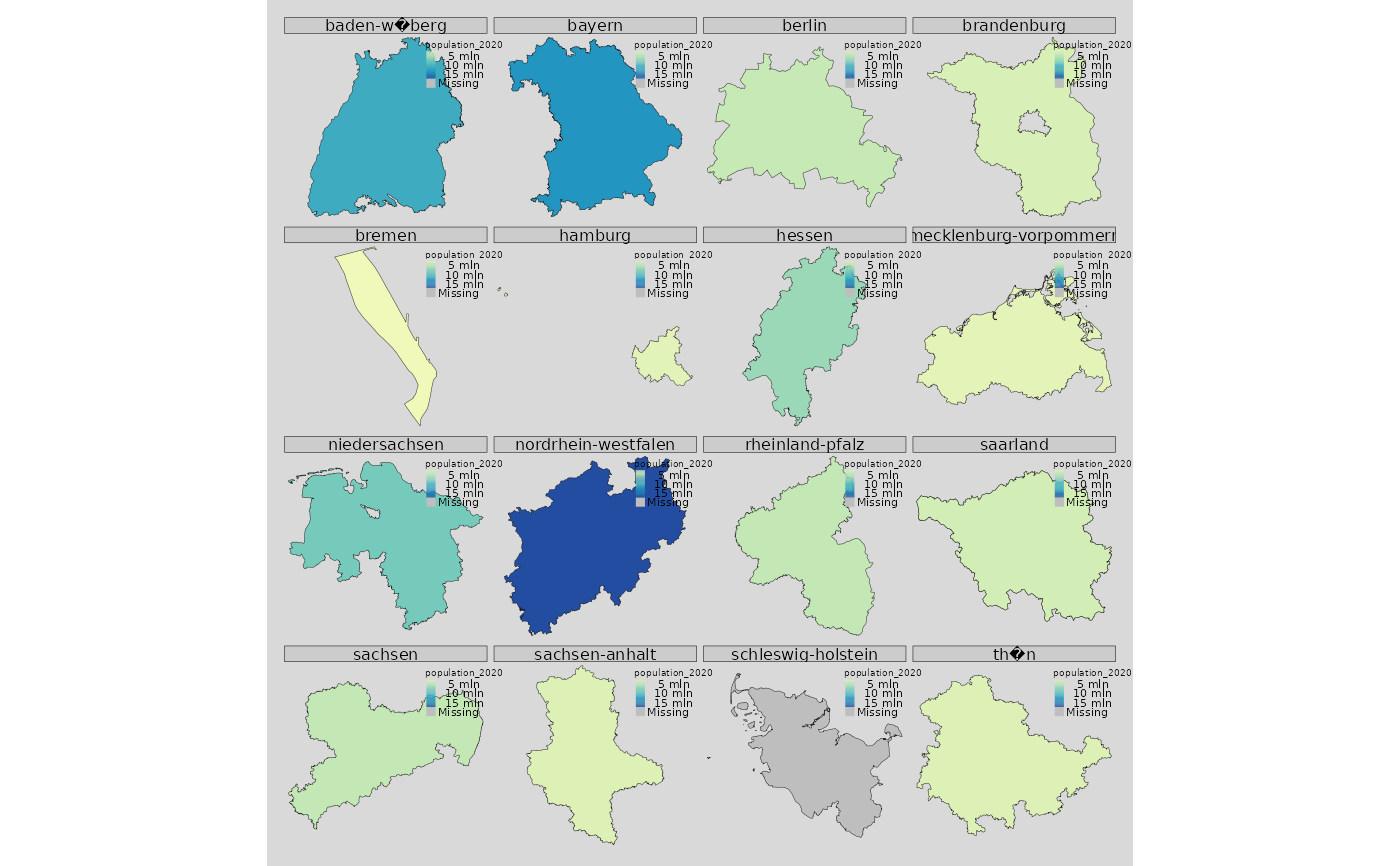 baden-w�berg
population_2020
5 mln
10 mln
15 mln
Missing
bayern
population_2020
5 mln
10 mln
15 mln
Missing
berlin
population_2020
5 mln
10 mln
15 mln
Missing
brandenburg
population_2020
5 mln
10 mln
15 mln
Missing
bremen
population_2020
5 mln
10 mln
15 mln
Missing
hamburg
population_2020
5 mln
10 mln
15 mln
Missing
hessen
population_2020
5 mln
10 mln
15 mln
Missing
mecklenburg-vorpommern
population_2020
5 mln
10 mln
15 mln
Missing
niedersachsen
population_2020
5 mln
10 mln
15 mln
Missing
nordrhein-westfalen
population_2020
5 mln
10 mln
15 mln
Missing
rheinland-pfalz
population_2020
5 mln
10 mln
15 mln
Missing
saarland
population_2020
5 mln
10 mln
15 mln
Missing
sachsen
population_2020
5 mln
10 mln
15 mln
Missing
sachsen-anhalt
population_2020
5 mln
10 mln
15 mln
Missing
schleswig-holstein
population_2020
5 mln
10 mln
15 mln
Missing
th�n
population_2020
5 mln
10 mln
15 mln
Missing